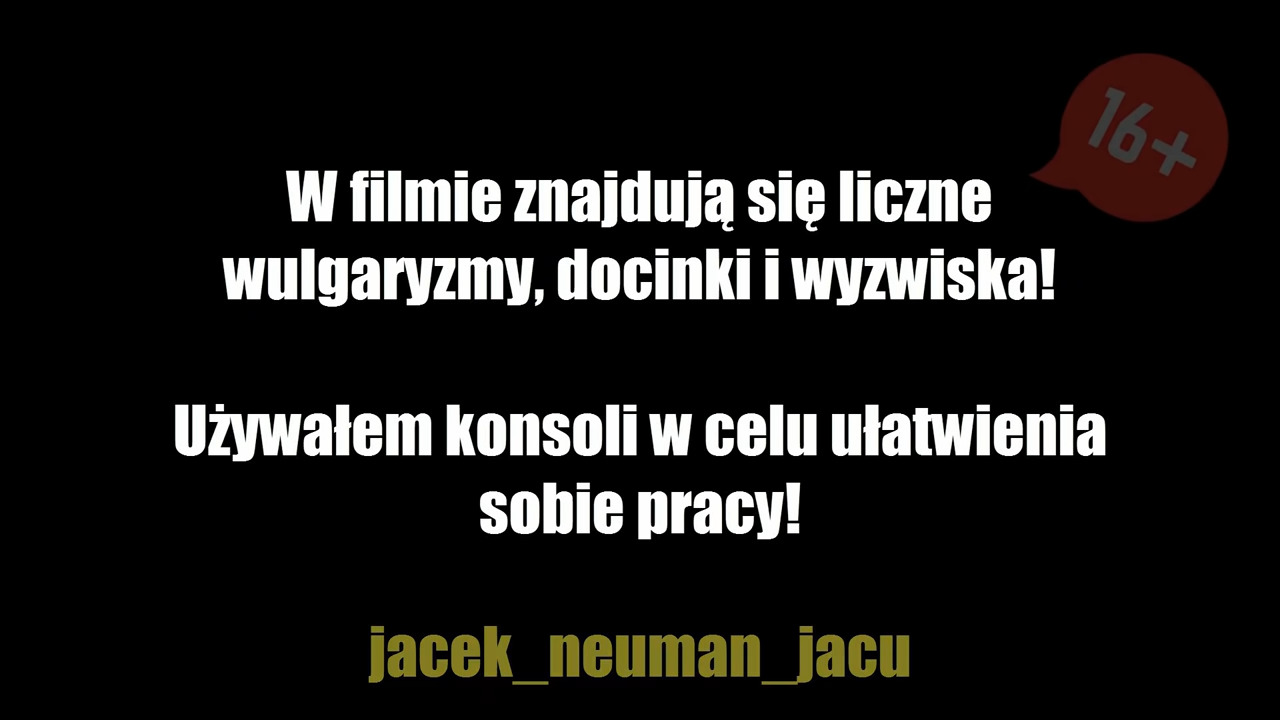 16+
W filmie znajdują się liczne
wulgaryzmy, docinki i wyzwiska!
Używałem konsoli w celu ułatwienia
sobie pracy!
jacek_neuman_jacu